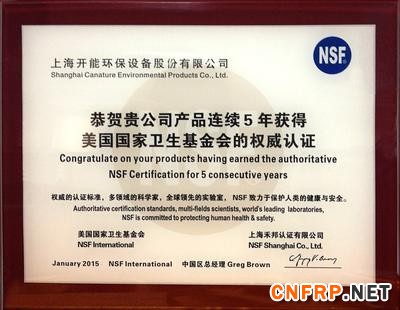 上海开能环保设备股份有限公司
Shanghai Canature Environmental Products Co., Ltd.
NSF
恭贺贵公司产品连续5年获得
美国国家卫生基金会的权威认证
Congratulate on your products having earned the authoritative
NSF Certification for 5 consecutive years
权威的认证标准，多领域的科学家，全球领先的实验室，NSF 致力于保护人类的健康与安全。
Authoritative certification standards, multi-fields scientists, world's leading laboratories,
NSF is committed to protecting human health & safety.
美国国家卫生基金会 上海禾邦认证有限公司
NSF International NSF Shanghai Co., Ltd.
January 2015 NSF International 中国区总经理 Greg Brown
CNFRP.NET